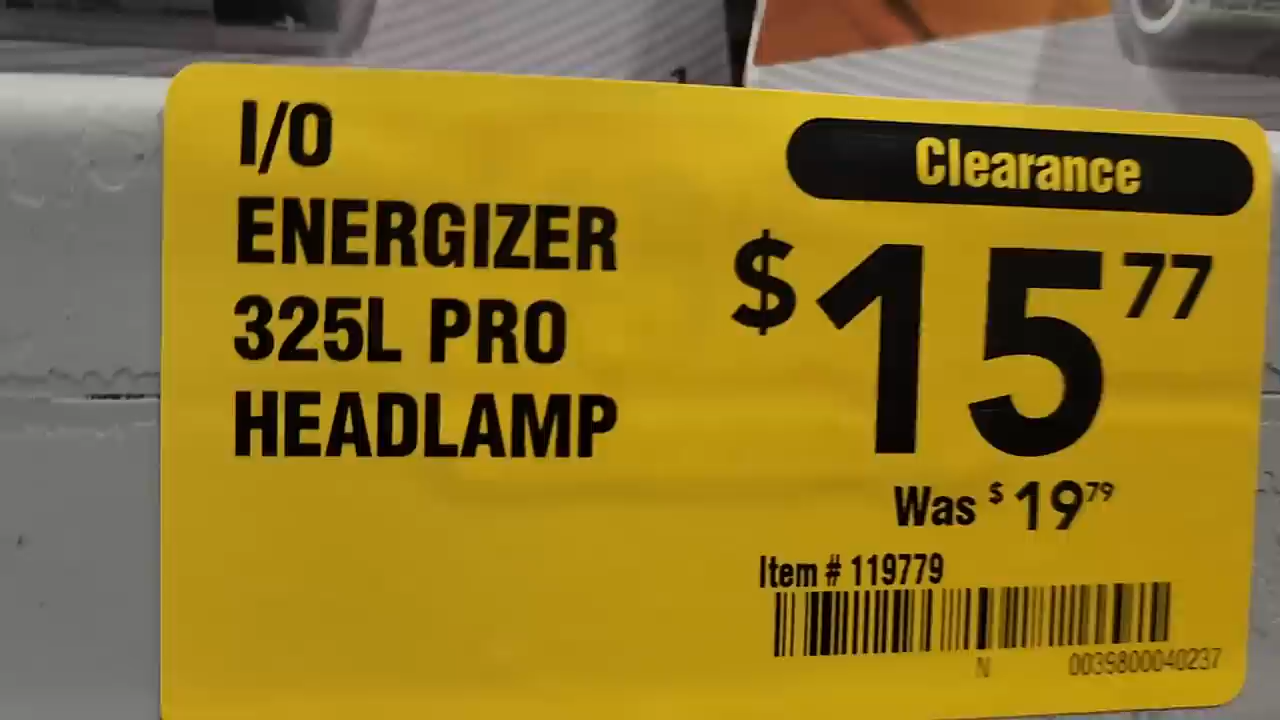 I/O
ENERGIZER
325L PRO
HEADLAMP
Clearance
$15 77
Was $19 79
Item # 119779
N 0039800040237